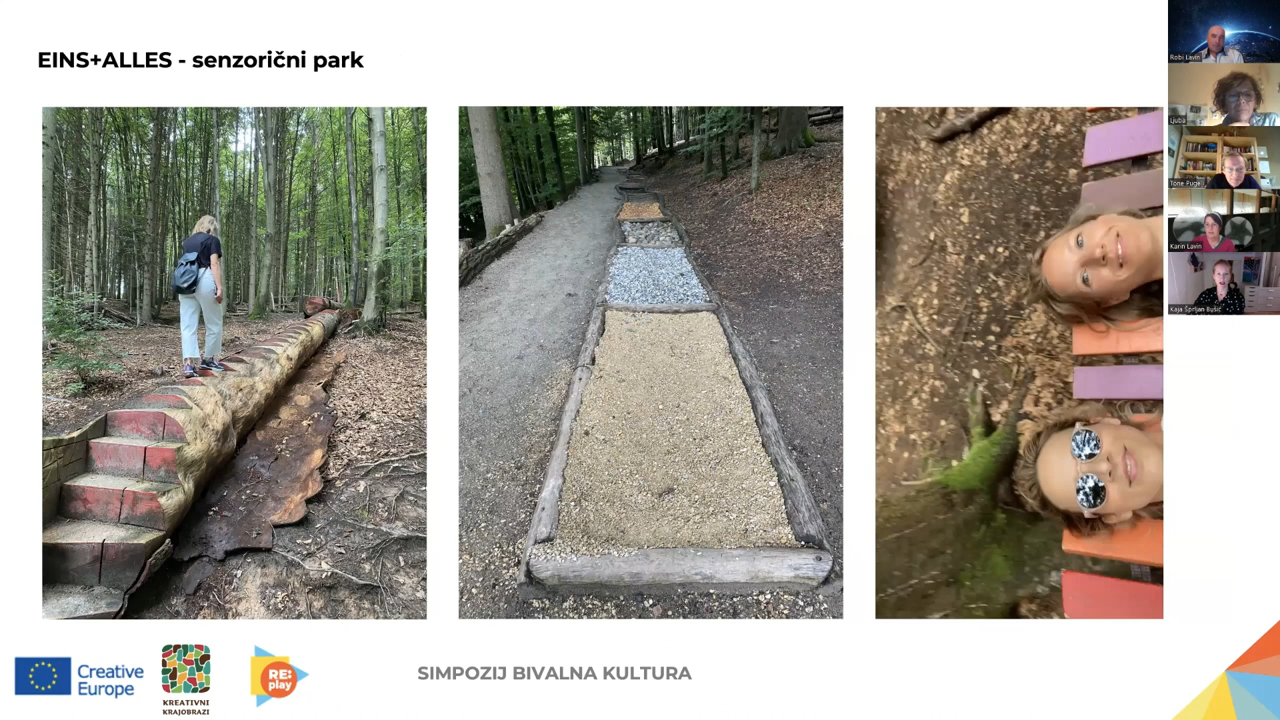 EINS+ALLES - senzorični park
Robi Lavin
Ljuba
Tone Pugelj
Karin Lavin
Kaja Šprljan Bušić
Creative
Europe
KREATIVNI
KRAJOBRAZI
RE:
play
SIMPOZIJ BIVALNA KULTURA